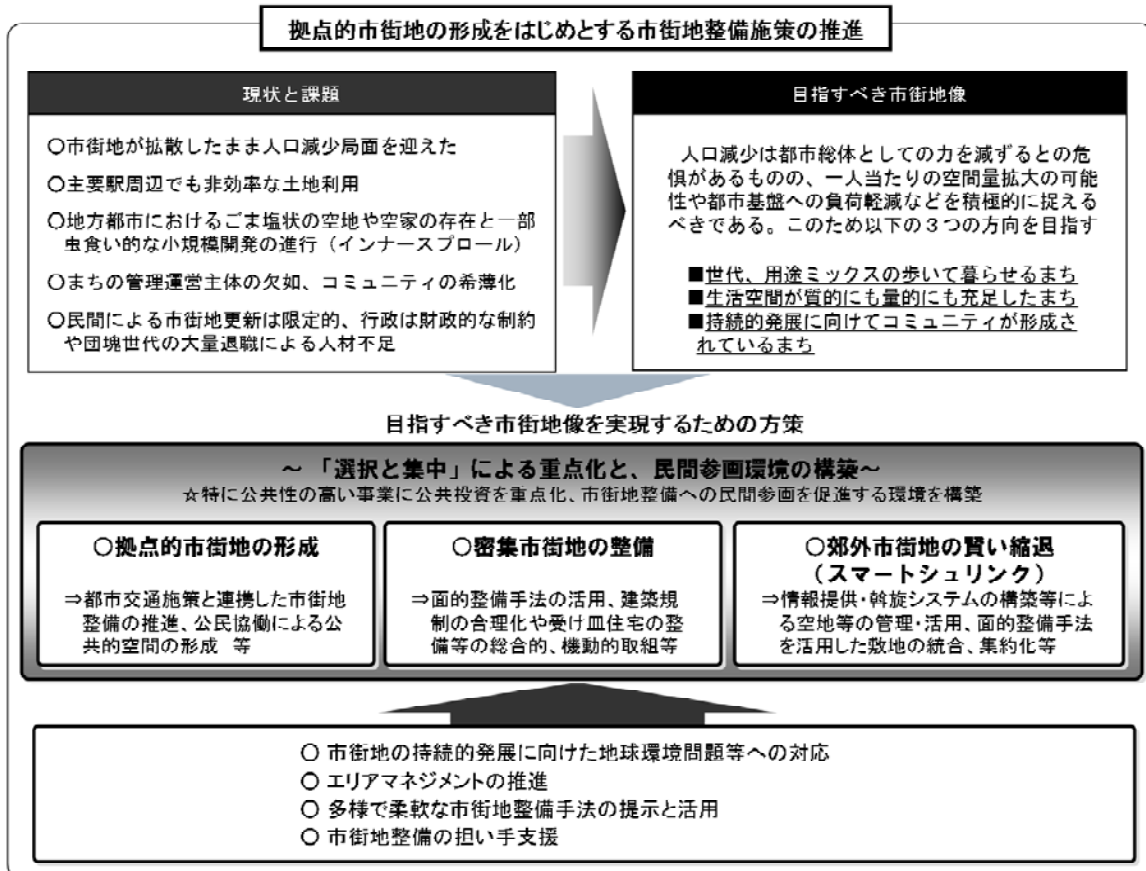 拠点的市街地の形成をはじめとする市街地整備施策の推進
現状と課題
○市街地が拡散したまま人口減少局面を迎えた
○主要駅周辺でも非効率な土地利用
○地方都市におけるごま塩状の空地や空家の存在と一部
虫食い的な小規模開発の進行（インナースプロール）
○まちの管理運営主体の欠如、コミュニティの希薄化
○民間による市街地更新は限定的、行政は財政的な制約
や団塊世代の大量退職による人材不足
目指すべき市街地像
人口減少は都市総体としての力を減ずるとの危
惧があるものの、一人当たりの空間量拡大の可能
性や都市基盤への負荷軽減などを積極的に捉える
べきである。このため以下の３つの方向を目指す
■世代、用途ミックスの歩いて暮らせるまち
■生活空間が質的にも量的にも充足したまち
■持続的発展に向けてコミュニティが形成さ
れているまち
目指すべき市街地像を実現するための方策
～「選択と集中」による重点化と、民間参画環境の構築～
☆特に公共性の高い事業に公共投資を重点化、市街地整備への民間参画を促進する環境を構築
○拠点的市街地の形成
⇒都市交通施策と連携した市街地
整備の推進、公民協働による公
共的空間の形成 等
○密集市街地の整備
⇒面的整備手法の活用、建築規
制の合理化や受け皿住宅の整
備等の総合的、機動的取組等
○郊外市街地の賢い縮退
（スマートシュリンク）
⇒情報提供・斡旋システムの構築等によ
る空地等の管理・活用、面的整備手法
を活用した敷地の統合、集約化等
○ 市街地の持続的発展に向けた地球環境問題等への対応
○ エリアマネジメントの推進
○ 多様で柔軟な市街地整備手法の提示と活用
○ 市街地整備の担い手支援